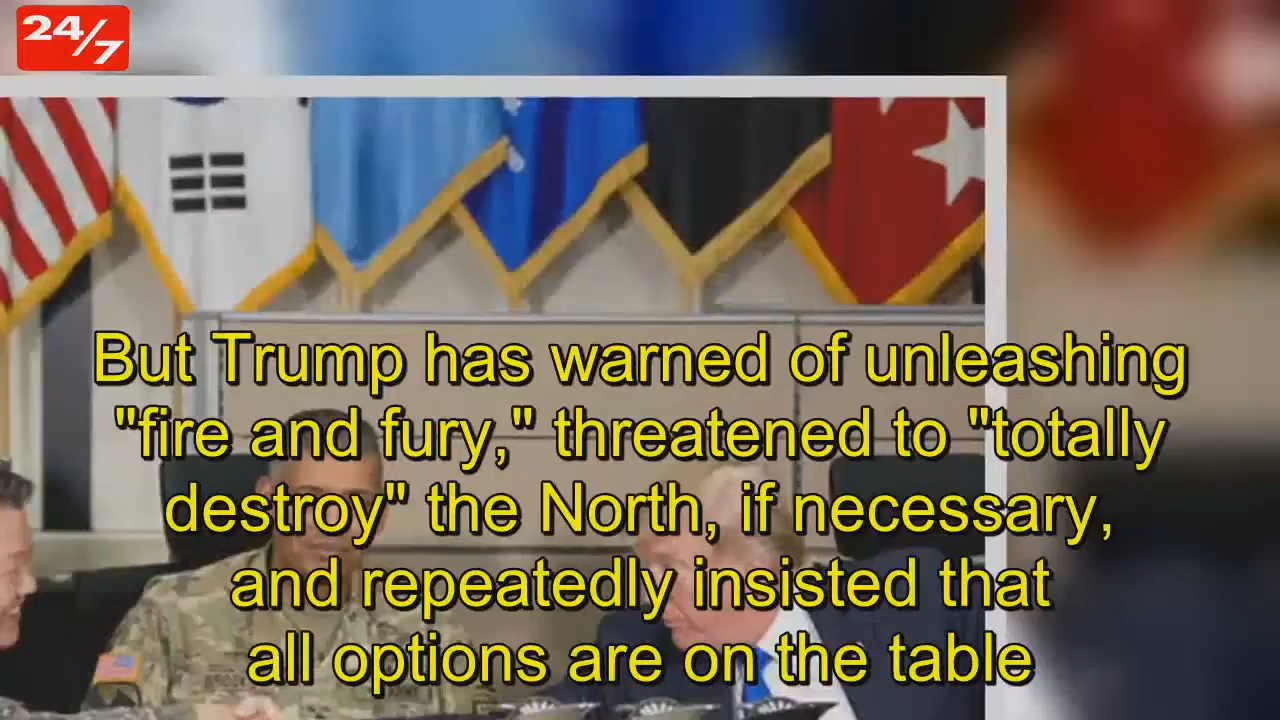 24/7
But Trump has warned of unleashing
"fire and fury," threatened to "totally
destroy" the North, if necessary,
and repeatedly insisted that
all options are on the table